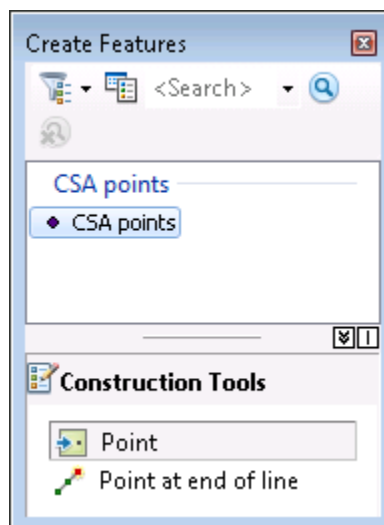 Create Features
<Search>
CSA points
CSA points
Construction Tools
Point
Point at end of line